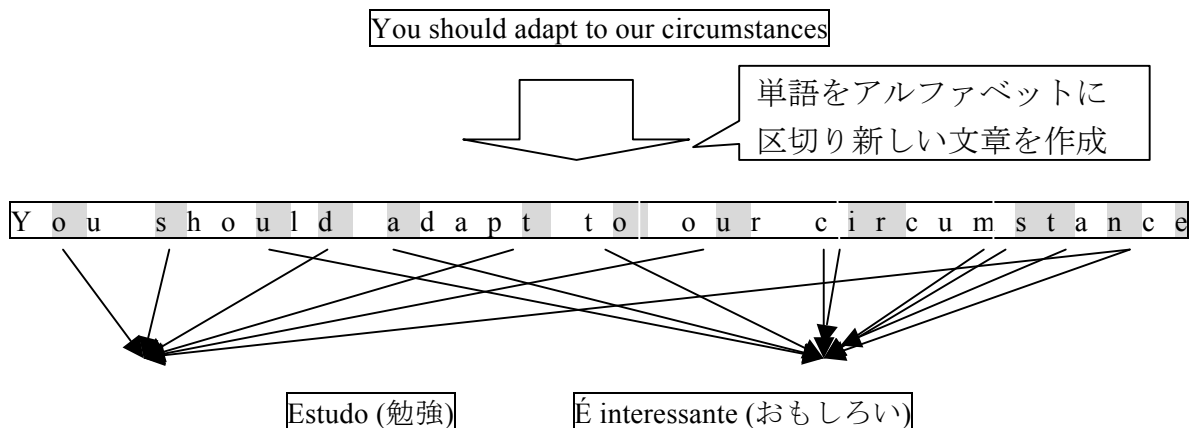 You should adapt to our circumstances
単語をアルファベットに
区切り新しい文章を作成
Y o u s h o u l d a d a p t t o o u r c i r c u m s t a n c e
Estudo (勉強) É interessante (おもしろい)